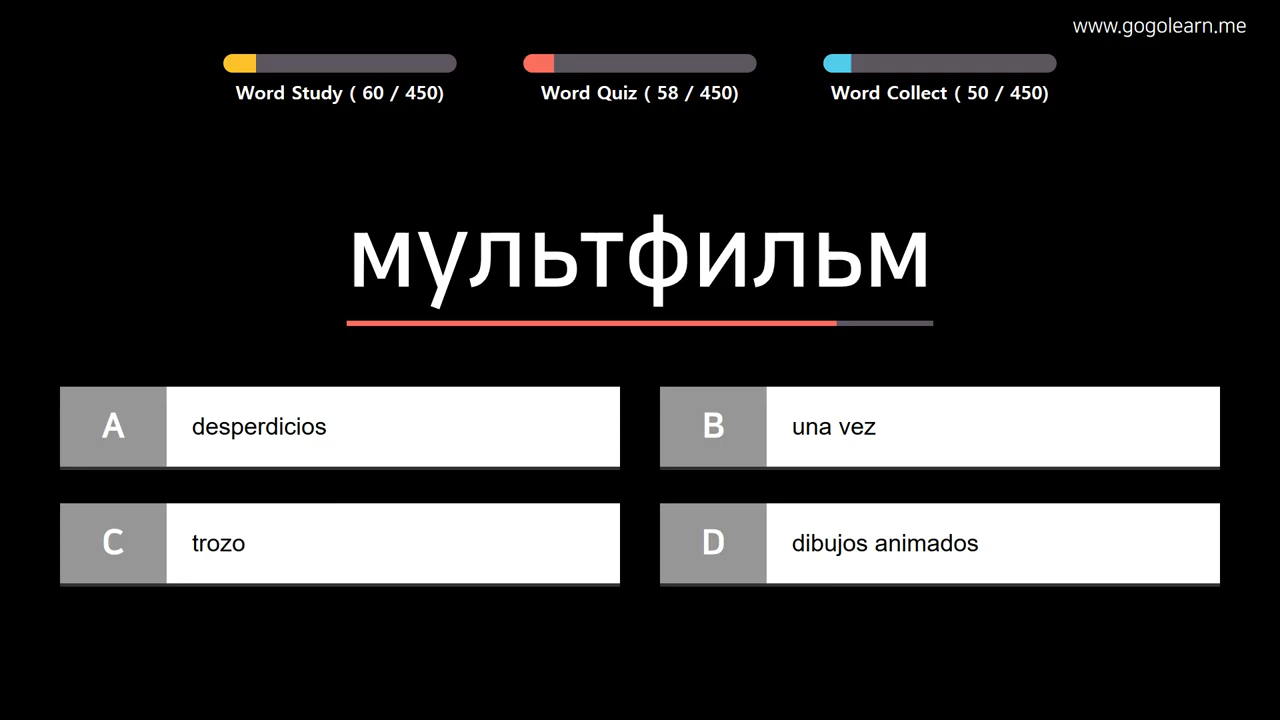 www.gogolearn.me
Word Study ( 60 / 450)
Word Quiz ( 58 / 450)
Word Collect ( 50 / 450)
мультфильм
A desperdicios
B una vez
C trozo
D dibujos animados